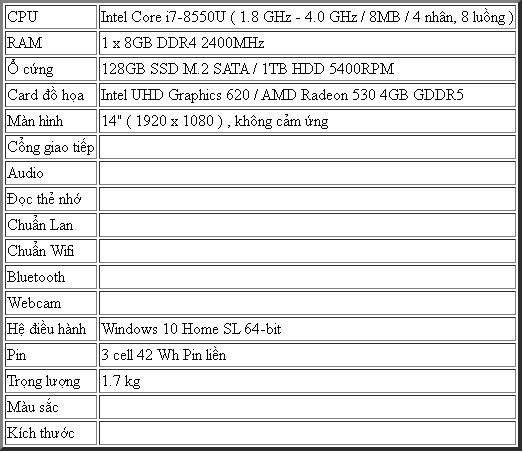 CPU Intel Core i7-8550U ( 1.8 GHz - 4.0 GHz / 8MB / 4 nhân, 8 luồng )
RAM 1 x 8GB DDR4 2400MHz
Ổ cứng 128GB SSD M.2 SATA / 1TB HDD 5400RPM
Card đồ họa Intel UHD Graphics 620 / AMD Radeon 530 4GB GDDR5
Màn hình 14" ( 1920 x 1080 ) , không cảm ứng
Cổng giao tiếp
Audio
Đọc thẻ nhớ
Chuẩn Lan
Chuẩn Wifi
Bluetooth
Webcam
Hệ điều hành Windows 10 Home SL 64-bit
Pin 3 cell 42 Wh Pin liền
Trọng lượng 1.7 kg
Màu sắc
Kích thước